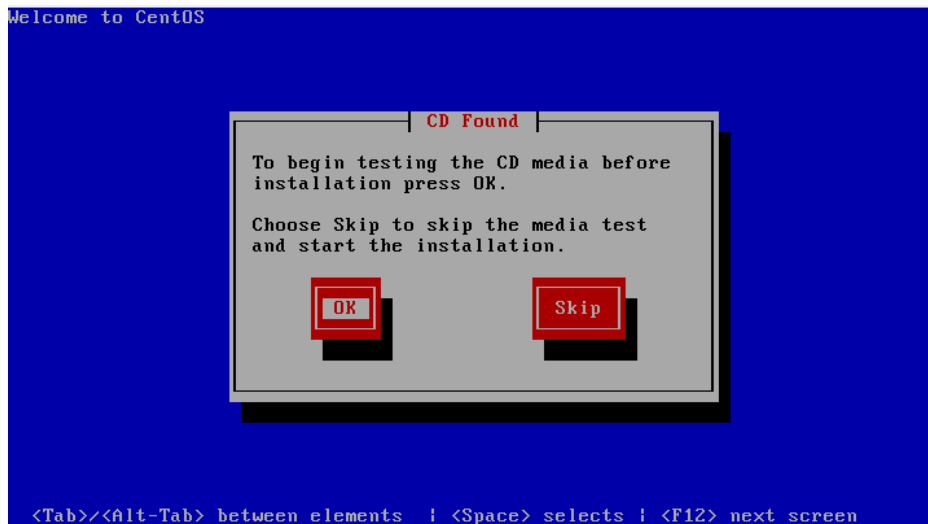 Welcome to CentOS
CD Found
To begin testing the CD media before
installation press OK.
Choose Skip to skip the media test
and start the installation.
OK Skip
<Tab>/<Alt-Tab> between elements | <Space> selects | <F12> next screen